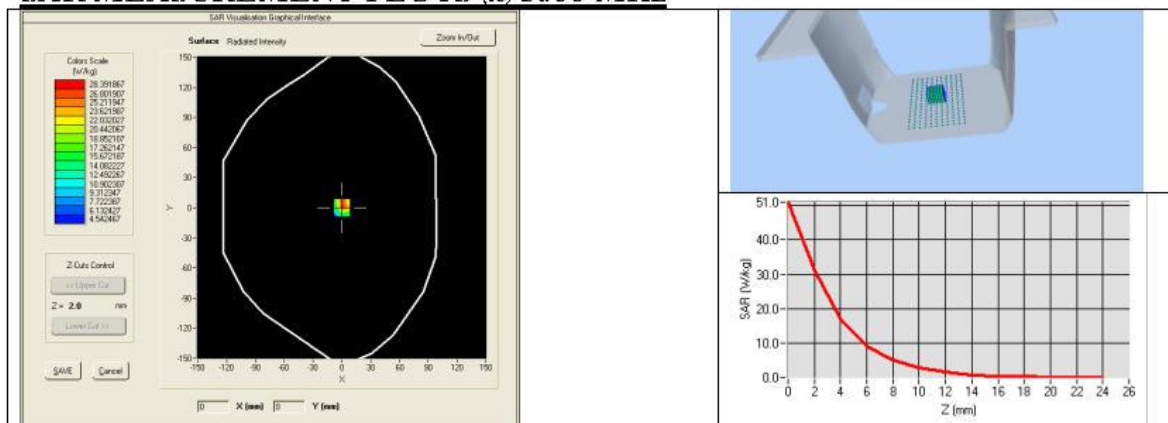 SAR MEASUREMENT PLOTS
SAR Visualisation Graphical Interface
Surface Radiated Intensity
Zoom In/Out
Colors Scale
(W/kg)
28.391867
26.801907
25.211947
23.621987
22.032027
20.442067
18.852107
17.262147
15.672187
14.082227
12.492267
10.902307
9.312347
7.722387
6.132427
4.542467
Z-Cuts Control
<< Upper Cut
Z = 2.0 mm
Lower Cut >>
SAVE Cancel
150
120
90
60
30
0
-30
-60
-90
-120
-150
Y
-150 -120 -90 -60 -30 0 30 60 90 120 150
X
0 X (mm) 0 Y (mm)
51.0
40.0
30.0
20.0
10.0
0.0
SAR (W/kg)
0 2 4 6 8 10 12 14 16 18 20 22 24 26
Z (mm)